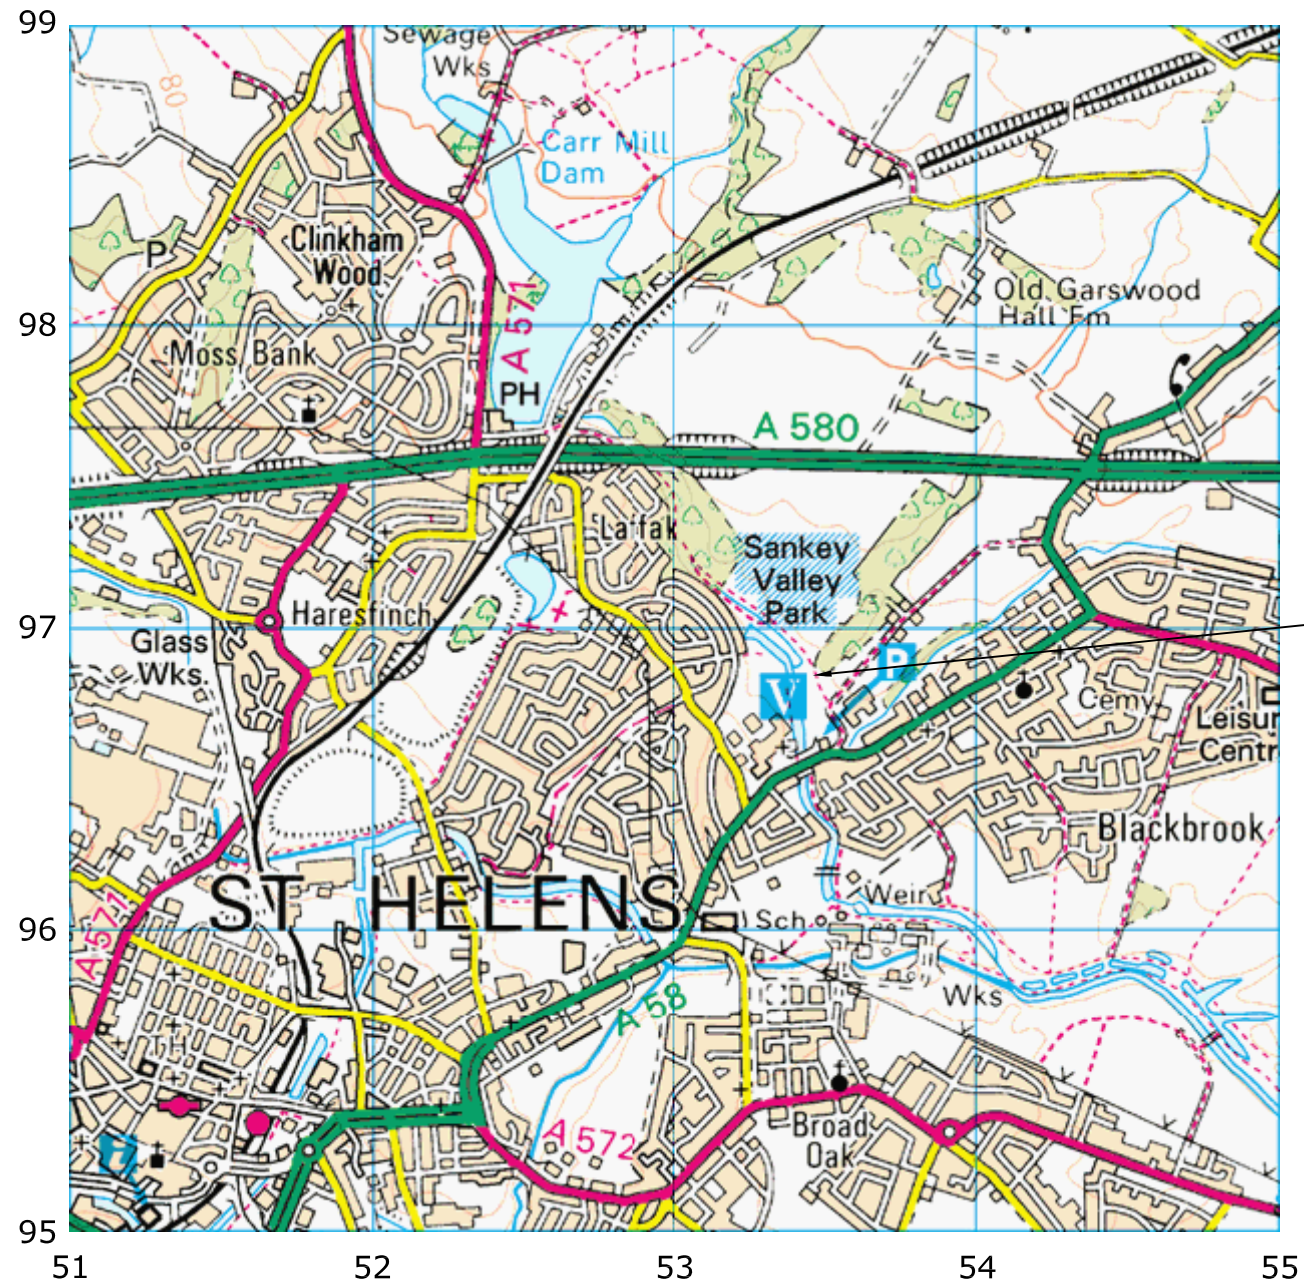 99
Sewage
Wks
80
Carr Mill
Dam
P
Clinkham
Wood
Old Garswood
Hall Fm
98
A 571
Moss Bank
PH
A 580
Laffak
Sankey
Valley
Park
Haresfinch
97
Glass
Wks.
P
V
Cemy
Leisur
Centr
Blackbrook
ST HELENS
Weir
96
Sch
A 571
Wks
A 58
TH
A 572
Broad
Oak
i
95
51
52
53
54
55